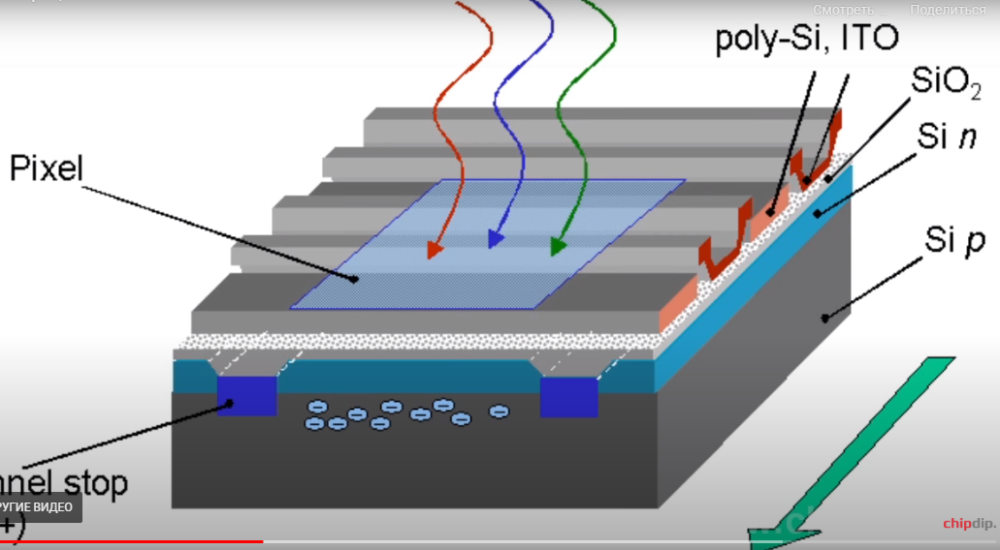 Смотреть... Поделиться
poly-Si, ITO
SiO₂
Si n
Pixel
Si p
nnel stop
РУГИЕ ВИДЕО
+)
chipdip.